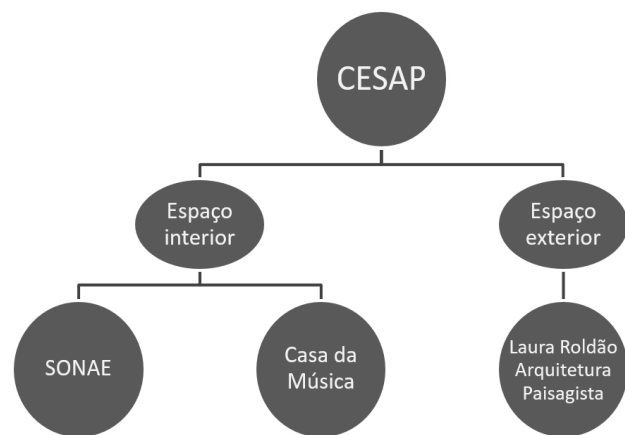 CESAP
Espaço
interior
Espaço
exterior
SONAE
Casa da
Música
Laura Roldão
Arquitetura
Paisagista